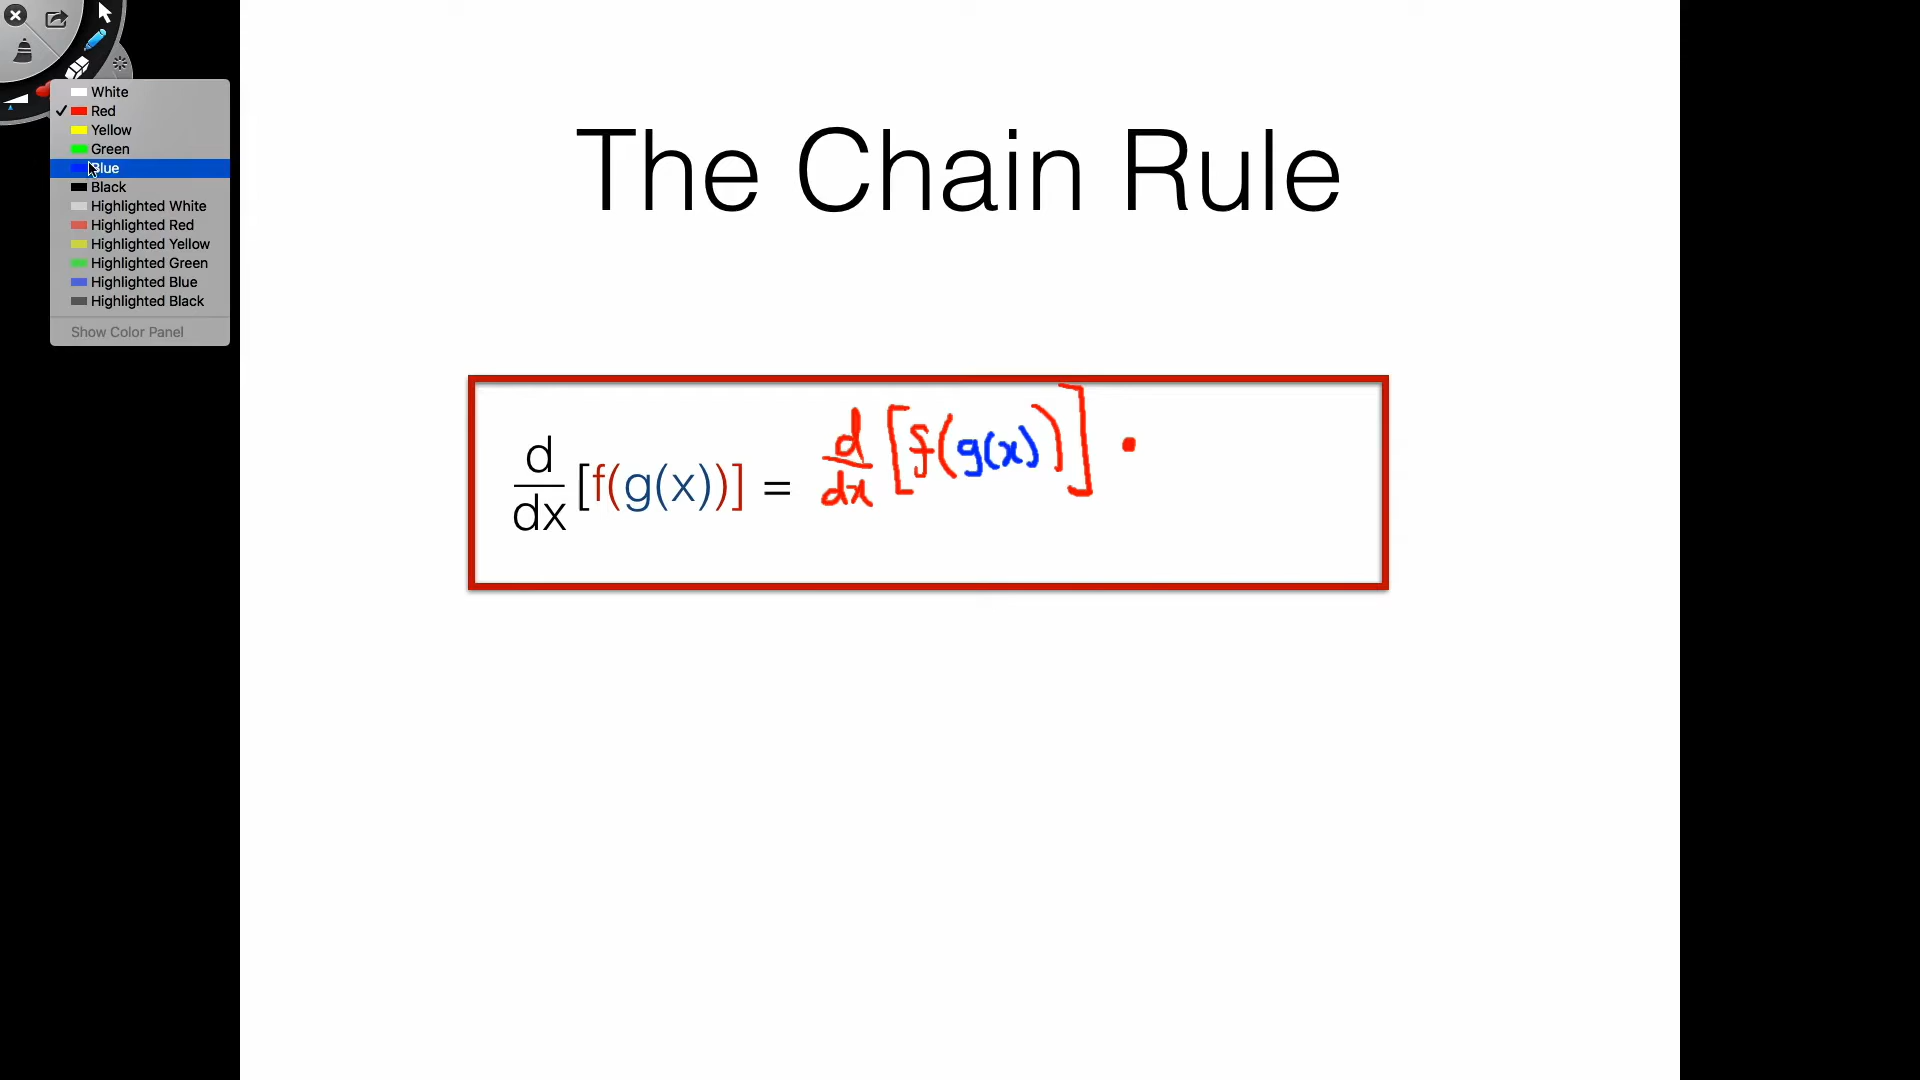 White
✓ Red
Yellow
Green
Blue
Black
Highlighted White
Highlighted Red
Highlighted Yellow
Highlighted Green
Highlighted Blue
Highlighted Black
Show Color Panel
The Chain Rule
d/dx [f(g(x))] = d/dx [f(g(x))] •